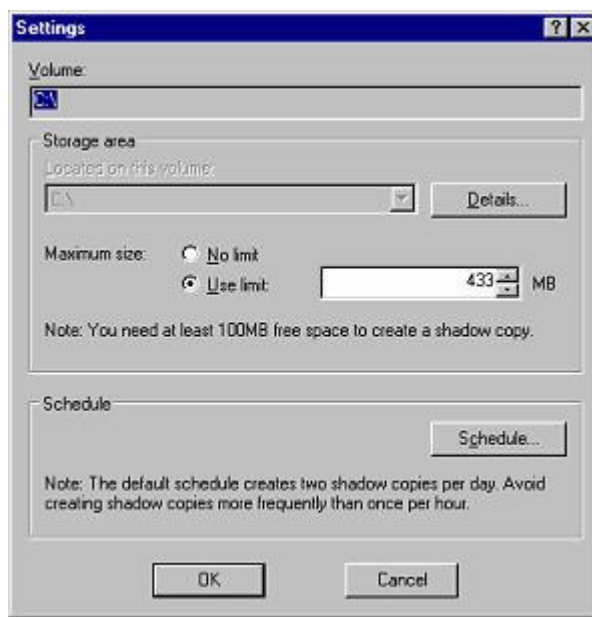 Settings
Volume:
C:\
Storage area
Located on this volume:
C:\
Details...
Maximum size:
No limit
Use limit:
433
MB
Note: You need at least 100MB free space to create a shadow copy.
Schedule
Schedule...
Note: The default schedule creates two shadow copies per day. Avoid
creating shadow copies more frequently than once per hour.
OK
Cancel